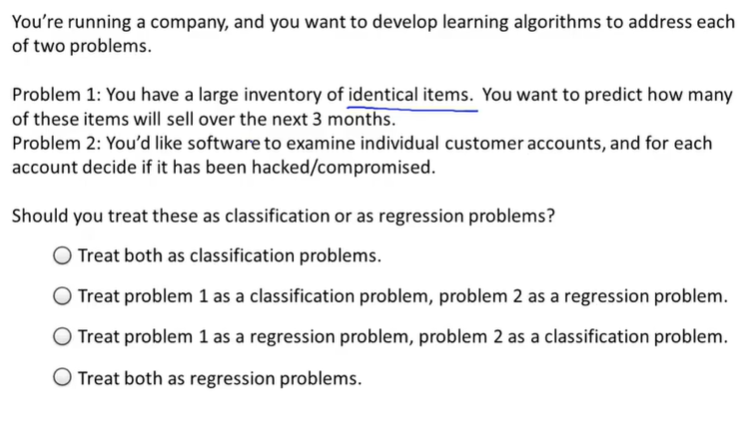 You're running a company, and you want to develop learning algorithms to address each
of two problems.
Problem 1: You have a large inventory of identical items. You want to predict how many
of these items will sell over the next 3 months.
Problem 2: You'd like software to examine individual customer accounts, and for each
account decide if it has been hacked/compromised.
Should you treat these as classification or as regression problems?
Treat both as classification problems.
Treat problem 1 as a classification problem, problem 2 as a regression problem.
Treat problem 1 as a regression problem, problem 2 as a classification problem.
Treat both as regression problems.